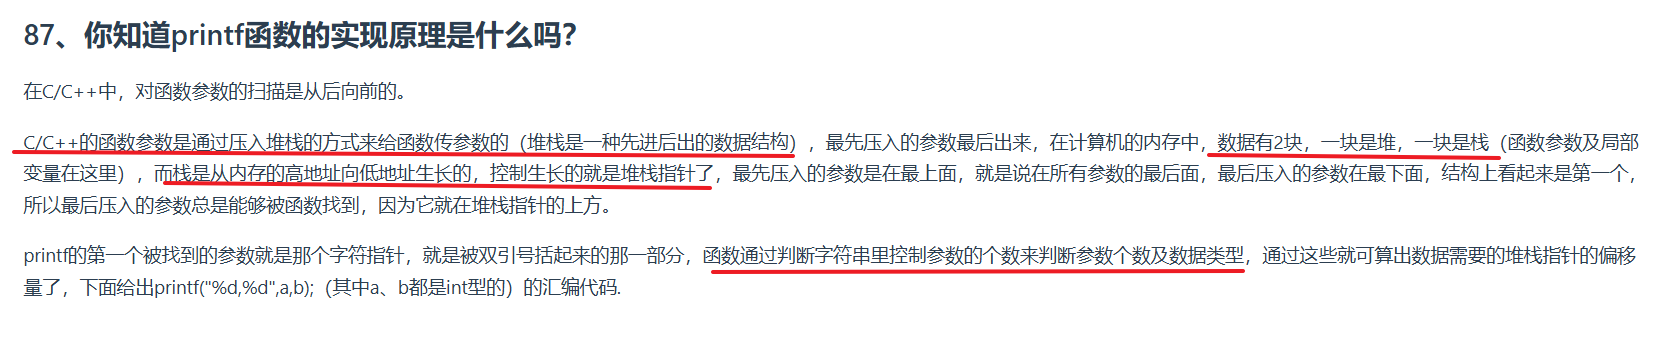 87、你知道printf函数的实现原理是什么吗？
在C/C++中，对函数参数的扫描是从后向前的。
C/C++的函数参数是通过压入堆栈的方式来给函数传参数的（堆栈是一种先进后出的数据结构），最先压入的参数最后出来，在计算机的内存中，数据有2块，一块是堆，一块是栈（函数参数及局部
变量在这里），而栈是从内存的高地址向低地址生长的，控制生长的就是堆栈指针了，最先压入的参数是在最上面，就是说在所有参数的最后面，最后压入的参数在最下面，结构上看起来是第一个，
所以最后压入的参数总是能够被函数找到，因为它就在堆栈指针的上方。
printf的第一个被找到的参数就是那个字符指针，就是被双引号括起来的那一部分，函数通过判断字符串里控制参数的个数来判断参数个数及数据类型，通过这些就可算出数据需要的堆栈指针的偏移
量了，下面给出printf("%d,%d",a,b);（其中a、b都是int型的）的汇编代码.